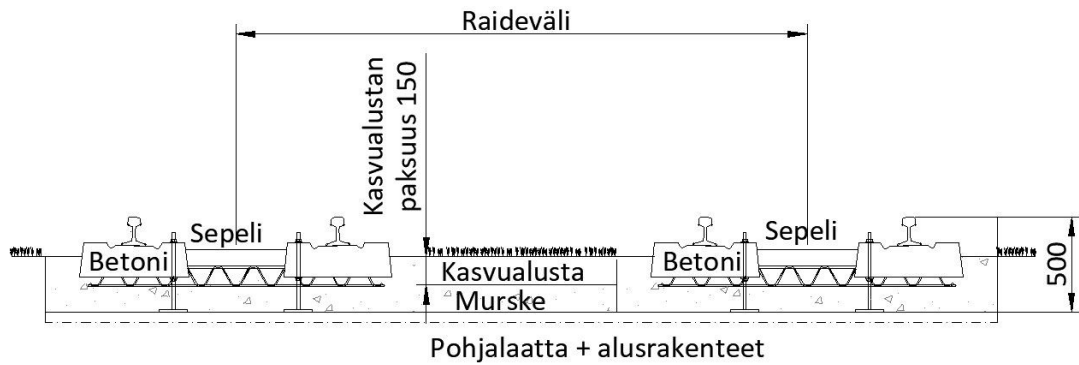 Raideväli
Kasvualustan
paksuus 150
Sepeli
Sepeli
Betoni
Kasvualusta
Betoni
Murske
500
Pohjalaatta + alusrakenteet